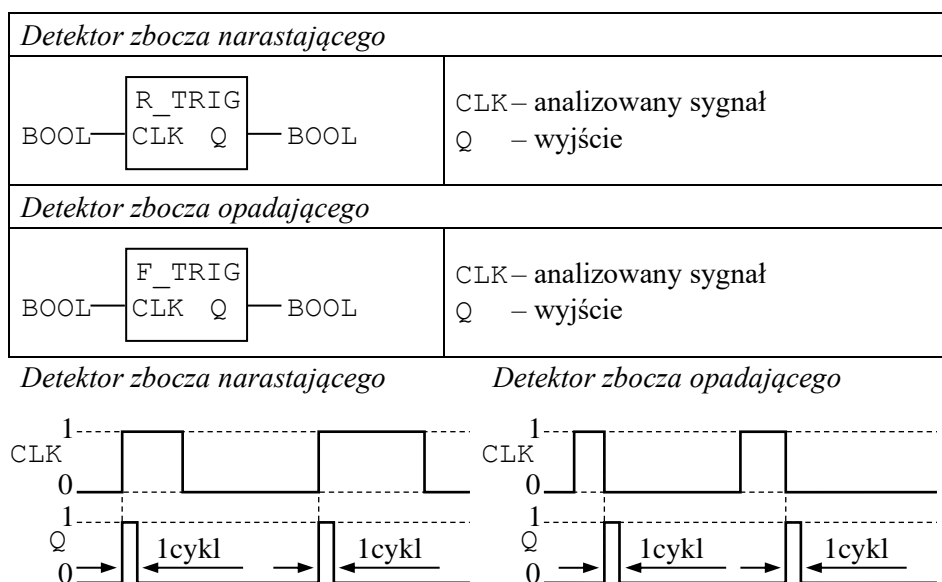 Detektor zbocza narastającego
R_TRIG
BOOL CLK Q BOOL
CLK – analizowany sygnał
Q – wyjście
Detektor zbocza opadającego
F_TRIG
BOOL CLK Q BOOL
CLK – analizowany sygnał
Q – wyjście
Detektor zbocza narastającego
Detektor zbocza opadającego
1
CLK
0
1
Q
1cykl
1cykl
0
1
CLK
0
1
Q
1cykl
1cykl
0